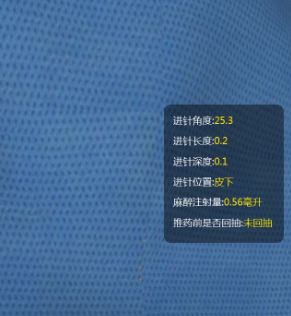 进针角度:25.3
进针长度:0.2
进针深度:0.1
进针位置:皮下
麻醉注射量:0.56毫升
推药前是否回抽:未回抽